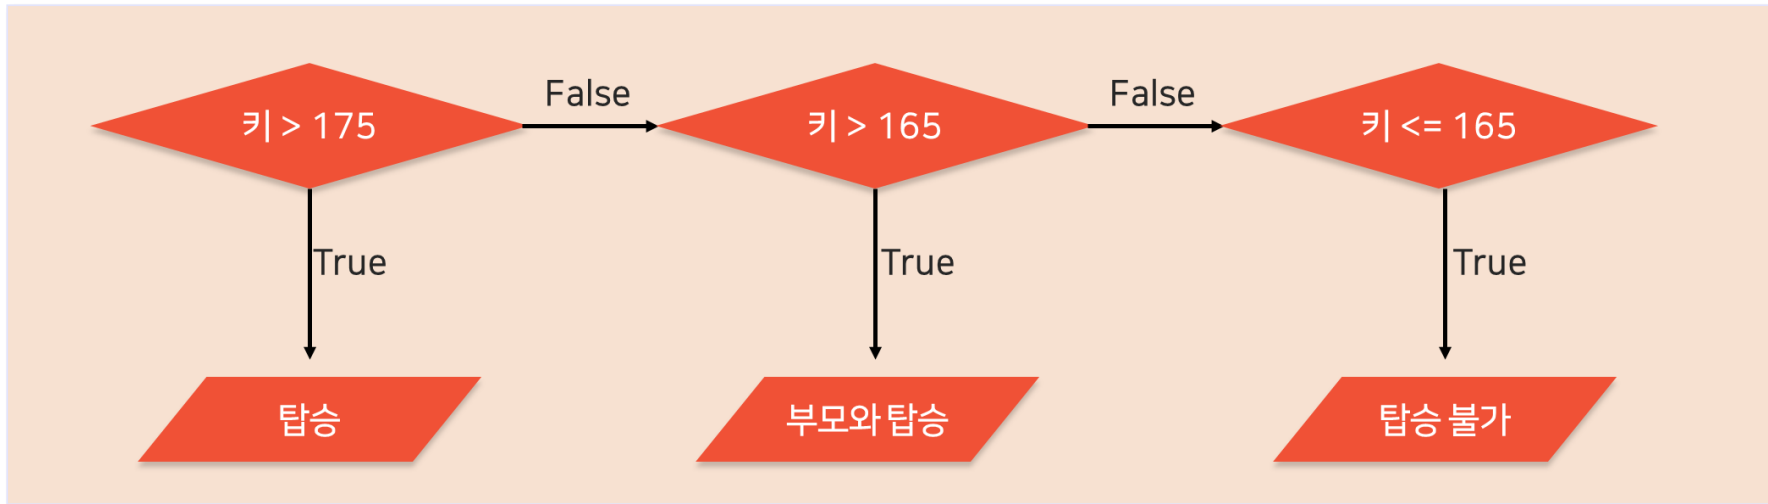 키 > 175
False
키 > 165
False
키 <= 165
True
True
True
탑승
부모와 탑승
탑승 불가